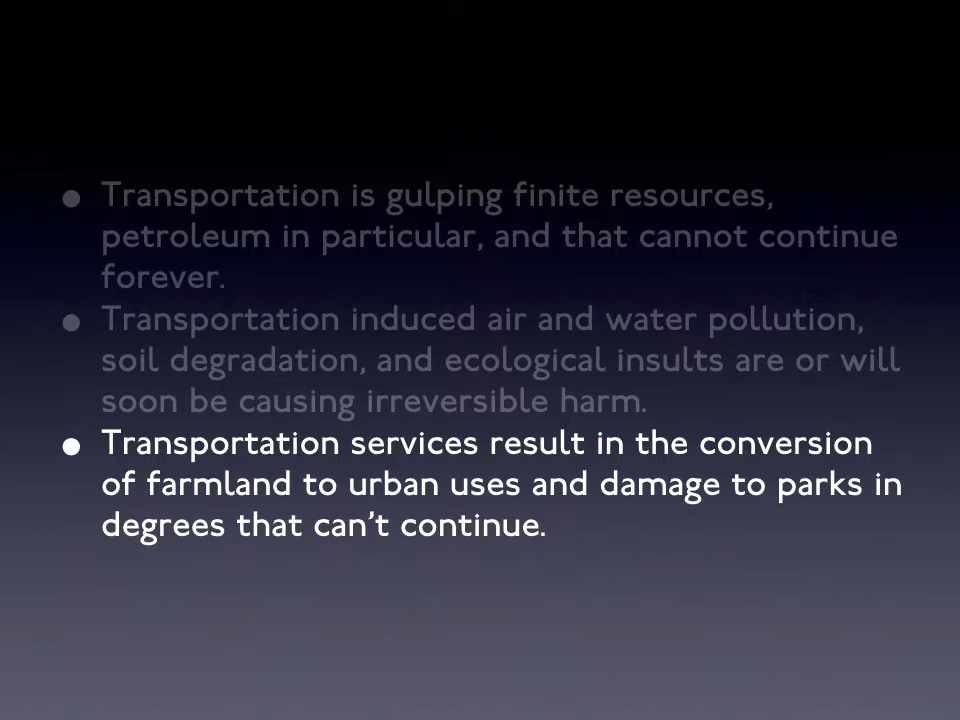 • Transportation is gulping finite resources,
petroleum in particular, and that cannot continue
forever.
• Transportation induced air and water pollution,
soil degradation, and ecological insults are or will
soon be causing irreversible harm.
• Transportation services result in the conversion
of farmland to urban uses and damage to parks in
degrees that can’t continue.